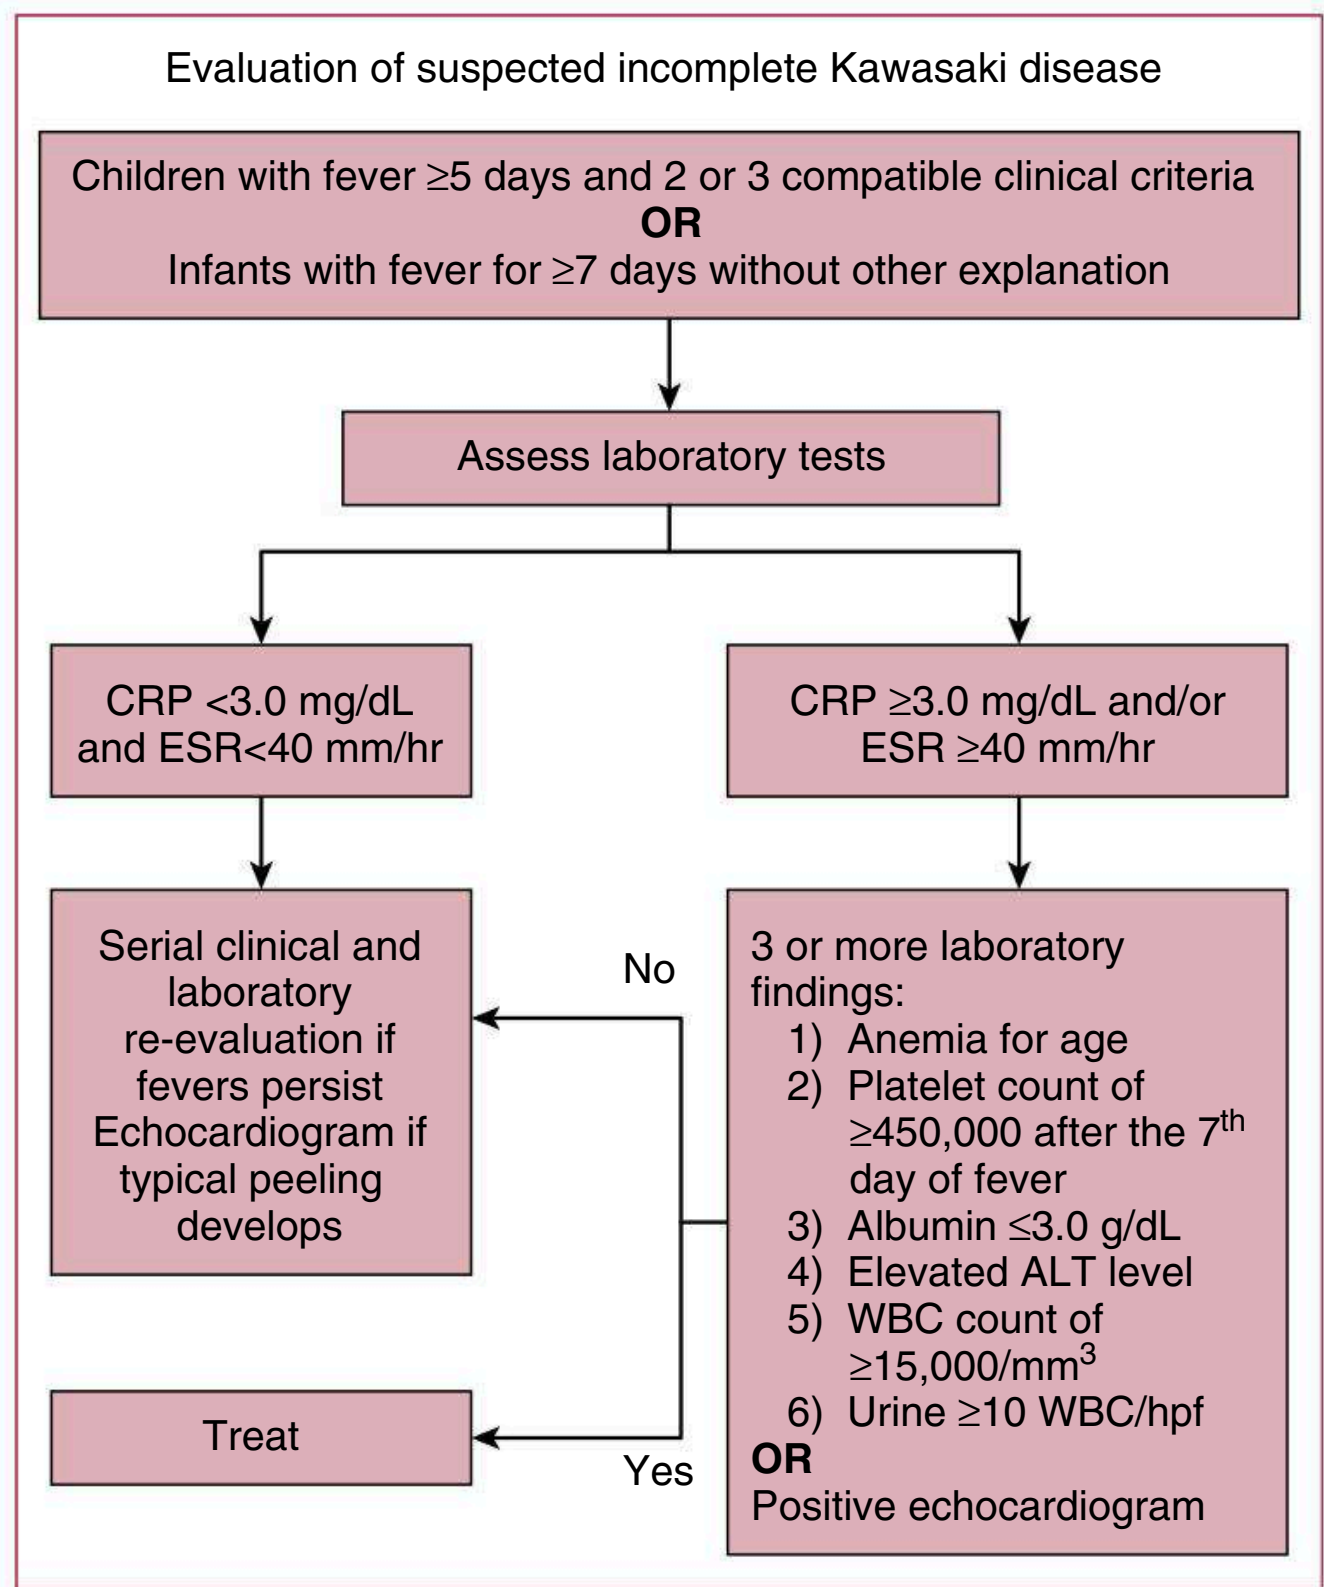 Evaluation of suspected incomplete Kawasaki disease
Children with fever ≥5 days and 2 or 3 compatible clinical criteria
OR
Infants with fever for ≥7 days without other explanation
Assess laboratory tests
CRP <3.0 mg/dL
and ESR<40 mm/hr
CRP ≥3.0 mg/dL and/or
ESR ≥40 mm/hr
Serial clinical and
laboratory
re-evaluation if
fevers persist
Echocardiogram if
typical peeling
develops
No
3 or more laboratory
findings:
1) Anemia for age
2) Platelet count of
≥450,000 after the 7th
day of fever
3) Albumin ≤3.0 g/dL
4) Elevated ALT level
5) WBC count of
≥15,000/mm3
6) Urine ≥10 WBC/hpf
OR
Positive echocardiogram
Treat
Yes